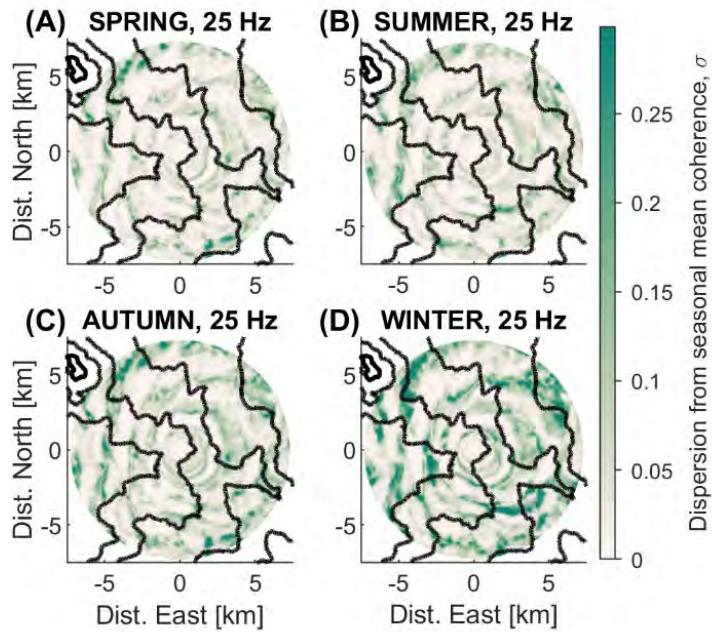 (A) SPRING, 25 Hz
(B) SUMMER, 25 Hz
Dist. North [km]
5
0
-5
5
0
-5
-5 0 5
-5 0 5
(C) AUTUMN, 25 Hz
(D) WINTER, 25 Hz
Dist. North [km]
5
0
-5
5
0
-5
-5 0 5
-5 0 5
Dist. East [km]
Dist. East [km]
0.25
0.2
0.15
0.1
0.05
0
Dispersion from seasonal mean coherence, σ